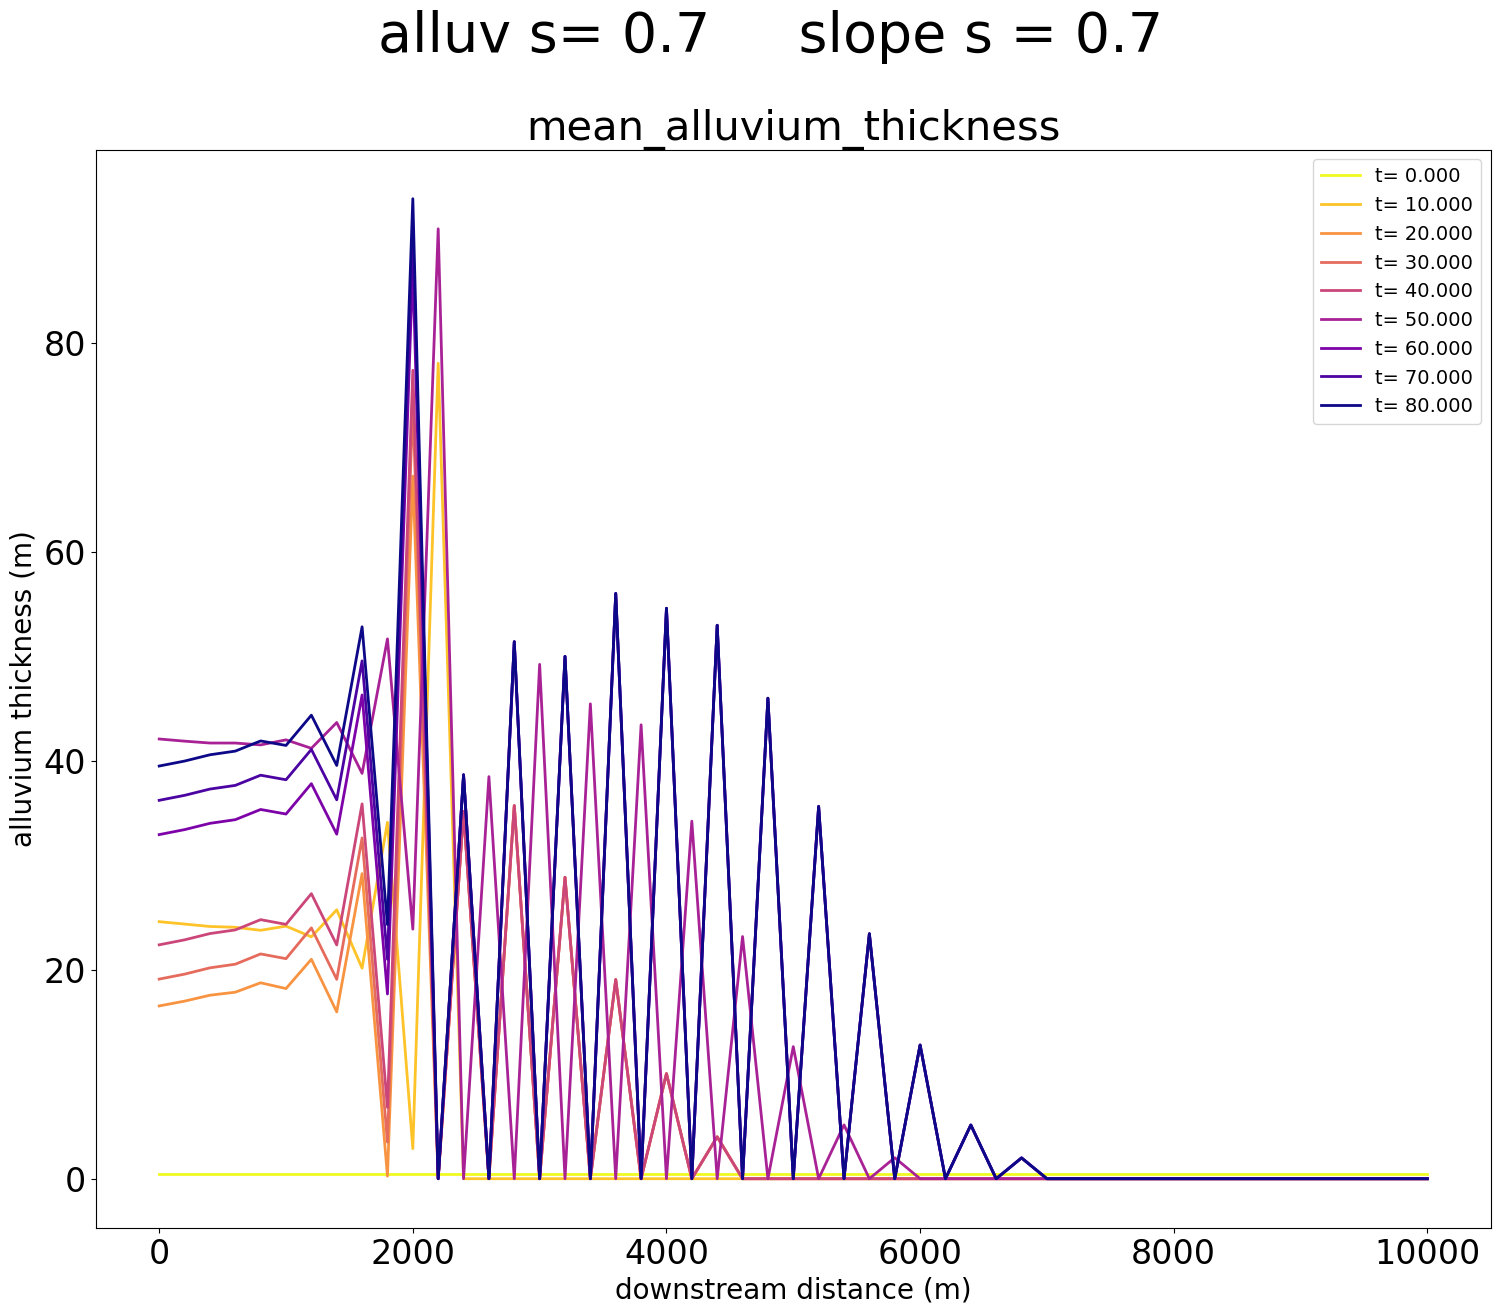 alluv s= 0.7     slope s = 0.7
mean_alluvium_thickness
t= 0.000
t= 10.000
t= 20.000
t= 30.000
t= 40.000
t= 50.000
t= 60.000
t= 70.000
t= 80.000
alluvium thickness (m)
80
60
40
20
0
0 2000 4000 6000 8000 10000
downstream distance (m)